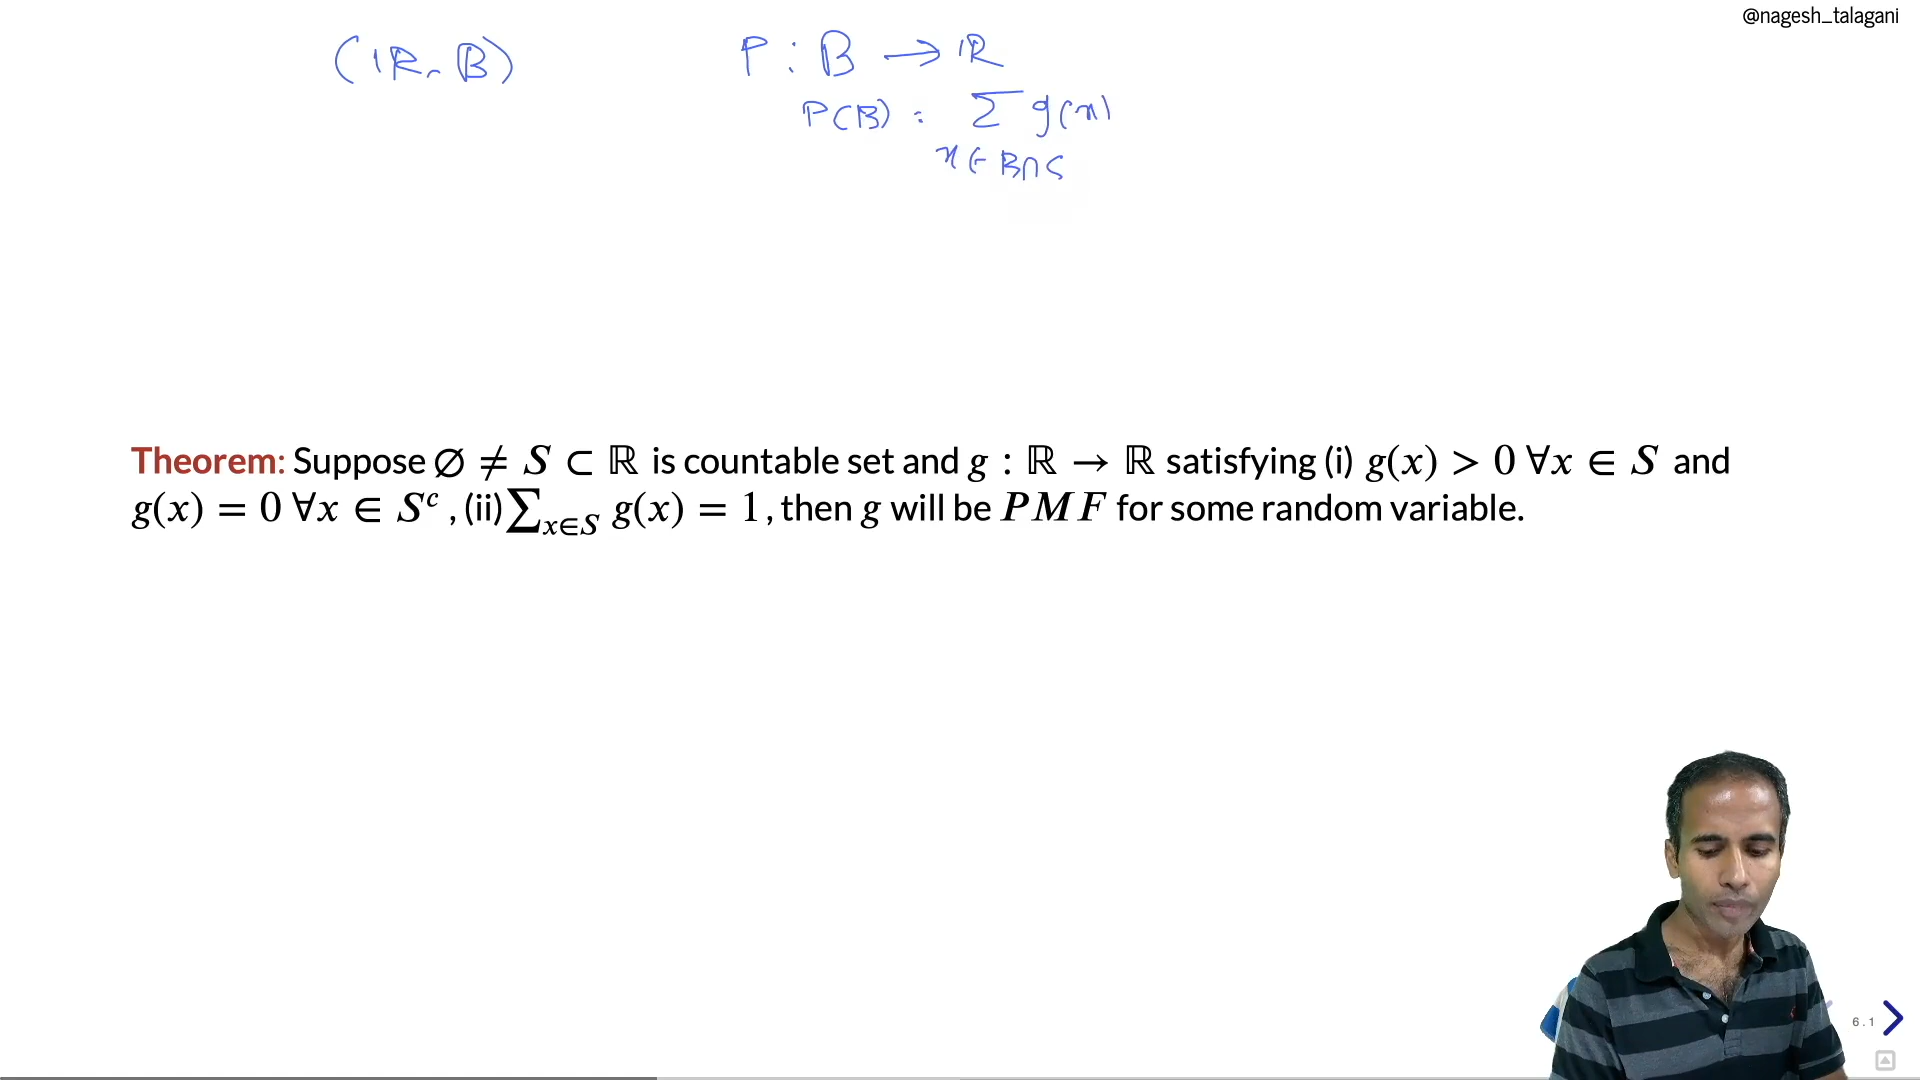 @nagesh_talagani
(ℝ, 𝔹) P : 𝔹 → ℝ
P(B) = ∑ g(x)
x ∈ B∩S
Theorem: Suppose ∅ ≠ S ⊂ ℝ is countable set and g : ℝ → ℝ satisfying (i) g(x) > 0 ∀x ∈ S and
g(x) = 0 ∀x ∈ Sᶜ , (ii) ∑ₓ∈S g(x) = 1, then g will be PMF for some random variable.
6.1